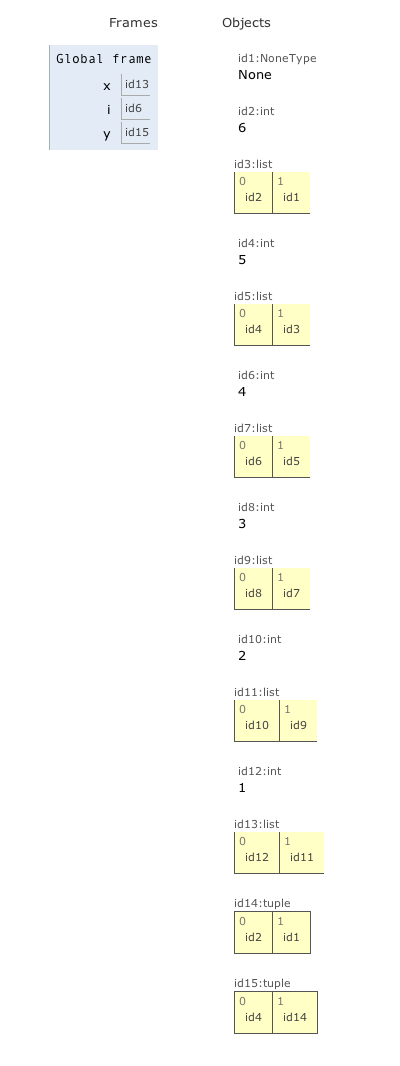 Frames Objects
Global frame
x id13
i id6
y id15
id1:NoneType
None
id2:int
6
id3:list
0 1
id2 id1
id4:int
5
id5:list
0 1
id4 id3
id6:int
4
id7:list
0 1
id6 id5
id8:int
3
id9:list
0 1
id8 id7
id10:int
2
id11:list
0 1
id10 id9
id12:int
1
id13:list
0 1
id12 id11
id14:tuple
0 1
id2 id1
id15:tuple
0 1
id4 id14